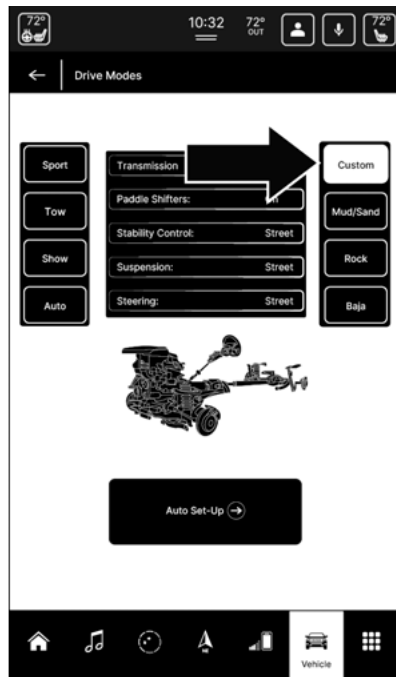 72°
10:32
72°
OUT
72°
Drive Modes
Sport
Tow
Show
Auto
Transmission
Paddle Shifters:
Stability Control: Street
Suspension: Street
Steering: Street
Custom
Mud/Sand
Rock
Baja
Auto Set-Up
NE
Vehicle